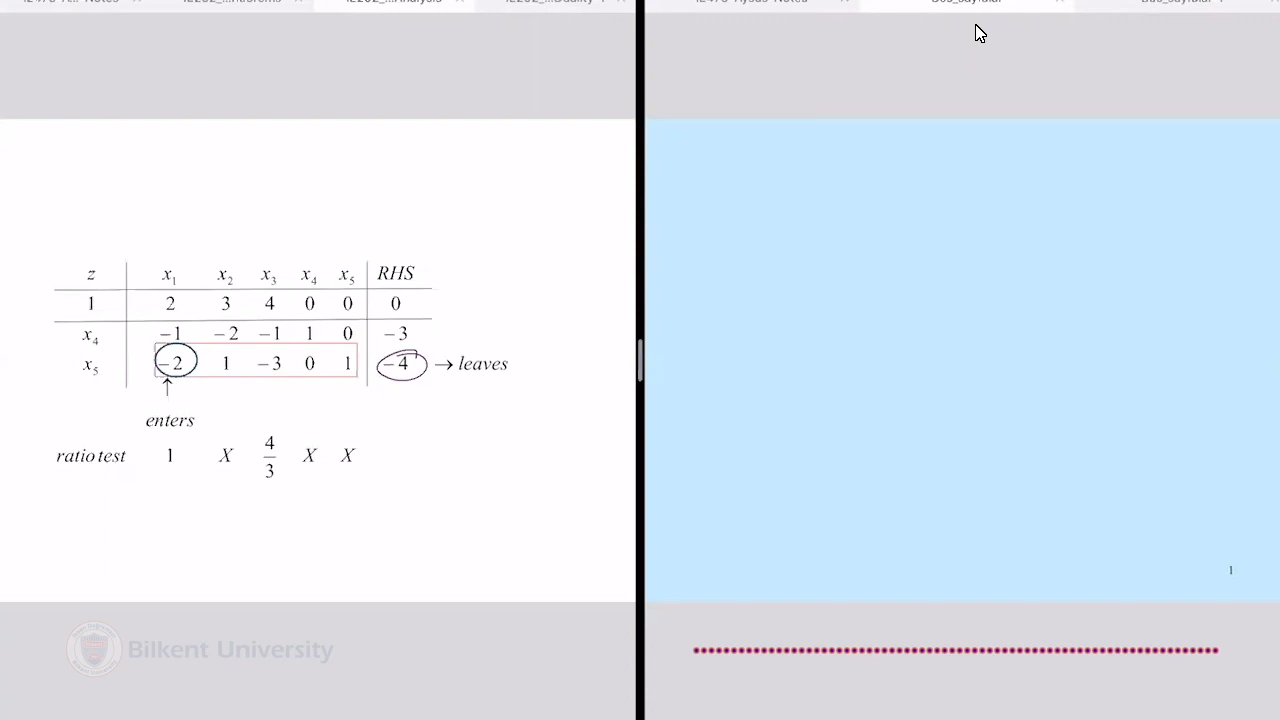 z x₁ x₂ x₃ x₄ x₅ RHS
1 2 3 4 0 0 0
x₄ −1 −2 −1 1 0 −3
x₅ −2 1 −3 0 1 −4 → leaves
↑
enters
ratio test 1 X 4/3 X X
1
Bilkent University